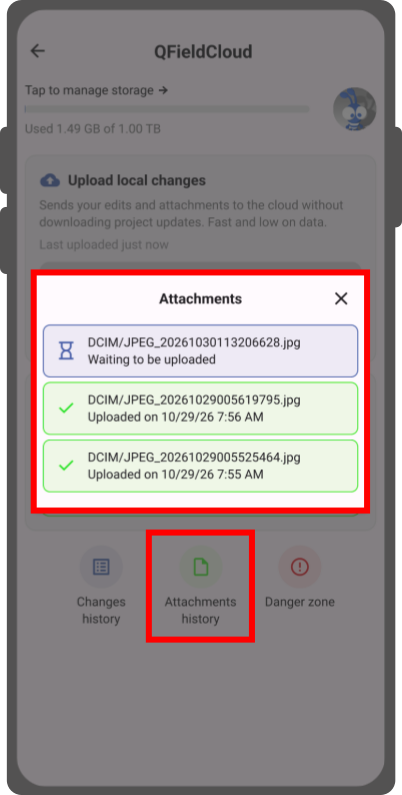 QFieldCloud
Tap to manage storage →
Used 1.49 GB of 1.00 TB
Upload local changes
Sends your edits and attachments to the cloud without
downloading project updates. Fast and low on data.
Last uploaded just now
Attachments
DCIM/JPEG_20261030113206628.jpg
Waiting to be uploaded
DCIM/JPEG_20261029005619795.jpg
Uploaded on 10/29/26 7:56 AM
DCIM/JPEG_20261029005525464.jpg
Uploaded on 10/29/26 7:55 AM
Changes
history
Attachments
history
Danger zone